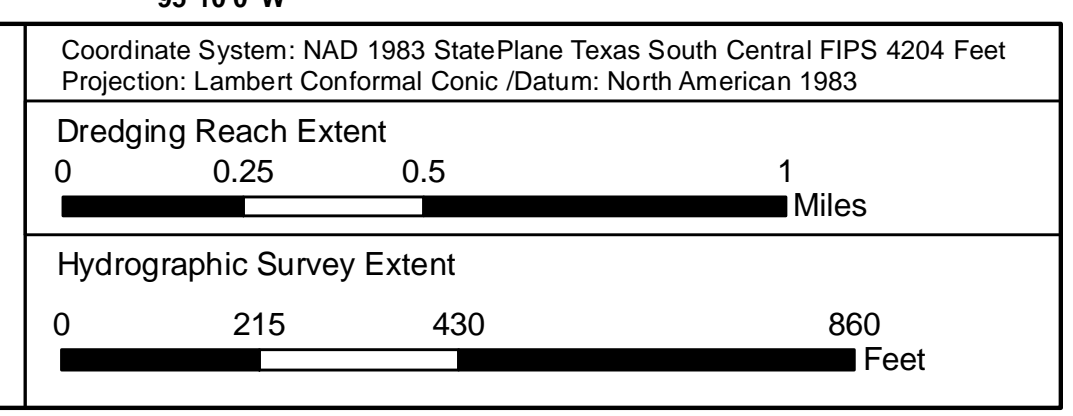 Coordinate System: NAD 1983 StatePlane Texas South Central FIPS 4204 Feet
Projection: Lambert Conformal Conic /Datum: North American 1983
Dredging Reach Extent
0 0.25 0.5 1
Miles
Hydrographic Survey Extent
0 215 430 860
Feet